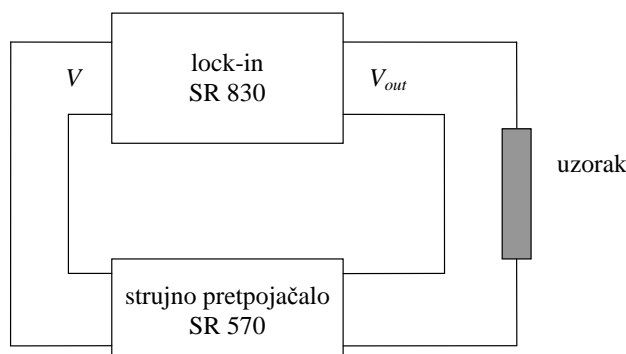 lock-in
SR 830
V
V_out
uzorak
strujno pretpojačalo
SR 570